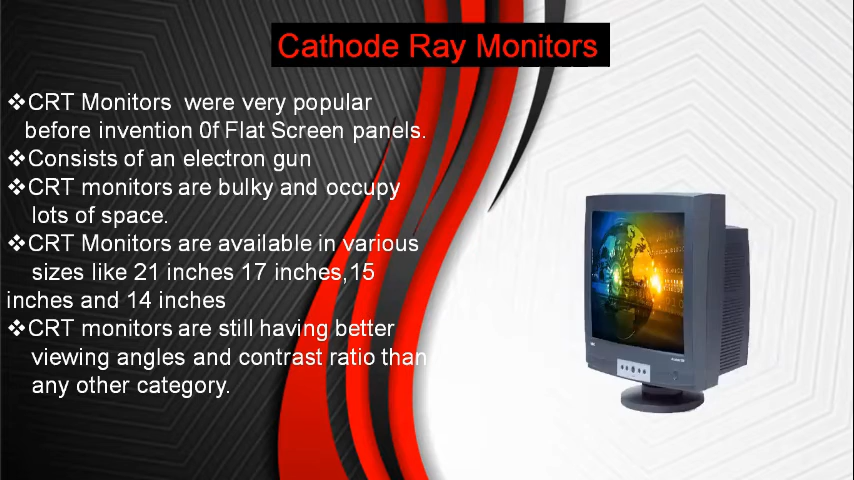 Cathode Ray Monitors
❖CRT Monitors were very popular
before invention 0f Flat Screen panels.
❖Consists of an electron gun
❖CRT monitors are bulky and occupy
lots of space.
❖CRT Monitors are available in various
sizes like 21 inches 17 inches,15
inches and 14 inches
❖CRT monitors are still having better
viewing angles and contrast ratio than
any other category.